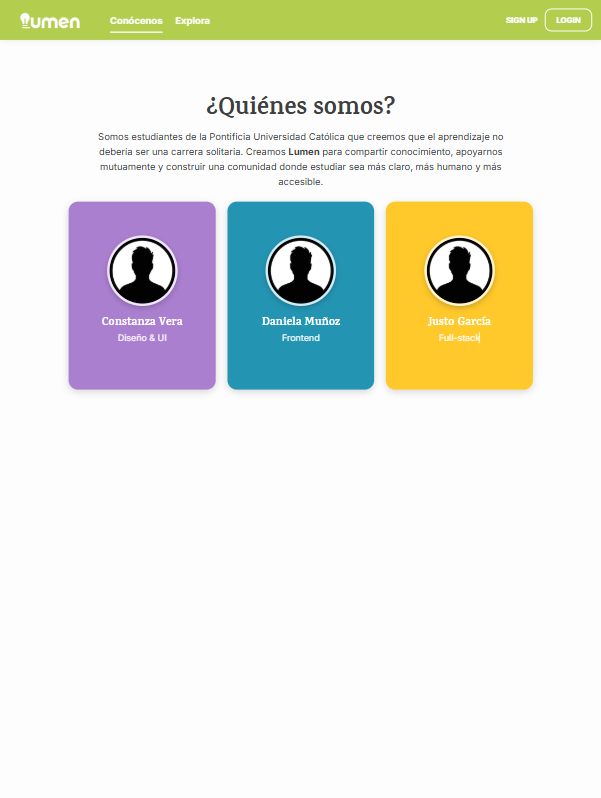 lumen Conócenos Explora SIGN UP LOGIN
¿Quiénes somos?
Somos estudiantes de la Pontificia Universidad Católica que creemos que el aprendizaje no
debería ser una carrera solitaria. Creamos Lumen para compartir conocimiento, apoyarnos
mutuamente y construir una comunidad donde estudiar sea más claro, más humano y más
accesible.
Constanza Vera
Diseño & UI
Daniela Muñoz
Frontend
Justo García
Full-stack